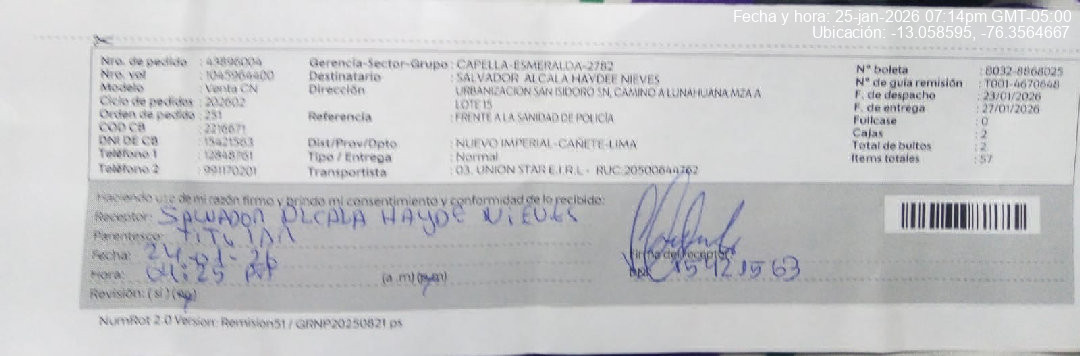 Fecha y hora: 25-jan-2026 07:14pm GMT-05:00
Ubicación: -13.058595, -76.3564667
Nro. de pedido : 43896004
Nro. vol : 1045964400
Modelo : Venta CN
Ciclo de pedidos : 202602
Orden de pedido : 251
COD CB : 2216671
DNI DE CB : 15421563
Teléfono 1 : 12848761
Teléfono 2 : 991170201
Gerencia-Sector-Grupo : CAPELLA-ESMERALDA-2782
Destinatario : SALVADOR ALCALA HAYDEE NIEVES
Dirección : URBANIZACIÓN SAN ISIDORO SN, CAMINO A LUNAHUANA MZA A
LOTE 15
Referencia : FRENTE A LA SANIDAD DE POLICÍA
Dist/Prov/Dpto : NUEVO IMPERIAL-CAÑETE-LIMA
Tipo / Entrega : Normal
Transportista : 03. UNION STAR E.I.R.L - RUC:20500844762
N° boleta : B032-8868025
N° de guía remisión : T001-4670648
F. de despacho : 23/01/2026
F. de entrega : 27/01/2026
Fullcase : 0
Cajas : 2
Total de bultos : 2
Items totales : 57
Haciendo uso de mi razón firmo y brindo mi consentimiento y conformidad de lo recibido:
Receptor: SALVADOR ALCALA HAYDE NIEVES
Parentesco: TITULAR
Fecha: 24-01-26
Hora: 04:25 PM (a.m) (p.m)
Revisión: ( si ) (no)
Firma del receptor
15421563
NumRot 2.0 Version: Remision51 / GRNP20250821 ps